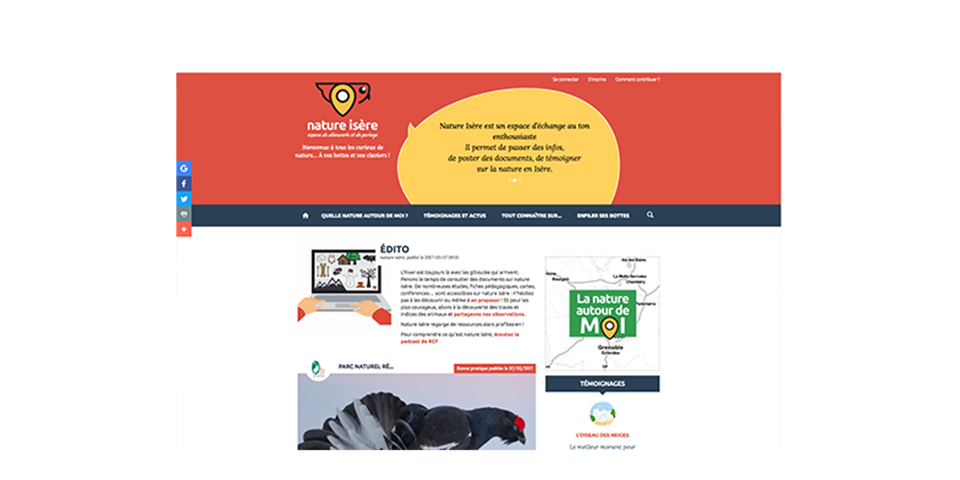 Se connecter S'inscrire Comment contribuer ?
nature isère
espace de découverte et de partage
Bienvenue à tous les curieux de
nature... À vos bottes et vos claviers !
Nature Isère est un espace d'échange au ton
enthousiaste
Il permet de passer des infos,
de poster des documents, de témoigner
sur la nature en Isère.
QUELLE NATURE AUTOUR DE MOI ? TÉMOIGNAGES ET ACTUS TOUT CONNAÎTRE SUR... ENFILER SES BOTTES
ÉDITO
nature isère, publié le 2017-03-07 09:00
L'hiver est toujours là avec les giboulée qui arrivent.
Prenons le temps de consulter des documents sur nature
isère. De nombreuses études, fiches pédagogiques, cartes,
conférences ... sont accessibles sur nature isère : n'hésitez
pas à les découvrir ou même à en proposer ! Et pour les
plus courageux, allons à la découverte des traces et
indices des animaux et partageons nos observations.
Nature isère regorge de ressources alors profitez-en !
Pour comprendre ce qu'est nature isère, écoutez le
podcast de RCF
Aix-les-Bains
La Motte-Servolex
Chambéry
La nature
autour de
MOI
Grenoble
Échirolles
PARC NATUREL RÉ...
Bonne pratique publiée le 07/03/2017
TÉMOIGNAGES
L'OISEAU DES NEIGES
Le meilleur moment pour